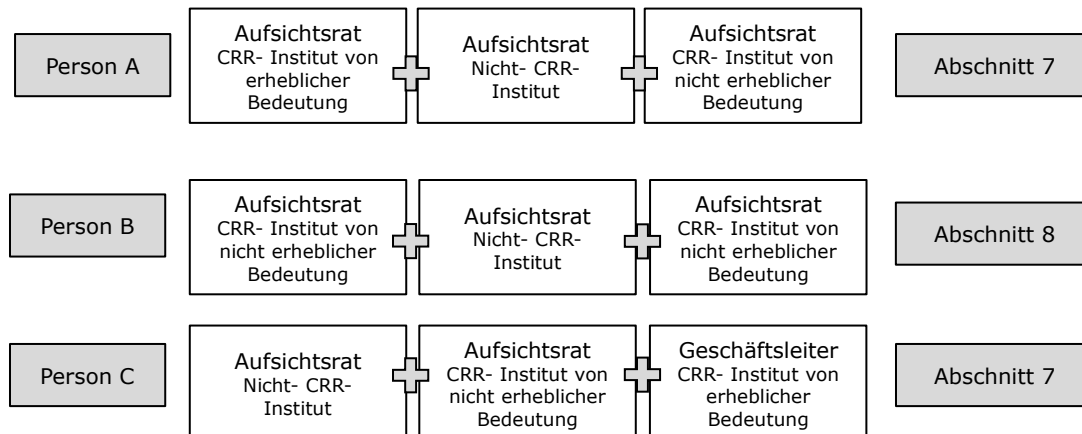 Person A
Aufsichtsrat
CRR- Institut von
erheblicher
Bedeutung
Aufsichtsrat
Nicht- CRR-
Institut
Aufsichtsrat
CRR- Institut von
nicht erheblicher
Bedeutung
Abschnitt 7
Person B
Aufsichtsrat
CRR- Institut von
nicht erheblicher
Bedeutung
Aufsichtsrat
Nicht- CRR-
Institut
Aufsichtsrat
CRR- Institut von
nicht erheblicher
Bedeutung
Abschnitt 8
Person C
Aufsichtsrat
Nicht- CRR-
Institut
Aufsichtsrat
CRR- Institut von
nicht erheblicher
Bedeutung
Geschäftsleiter
CRR- Institut von
erheblicher
Bedeutung
Abschnitt 7